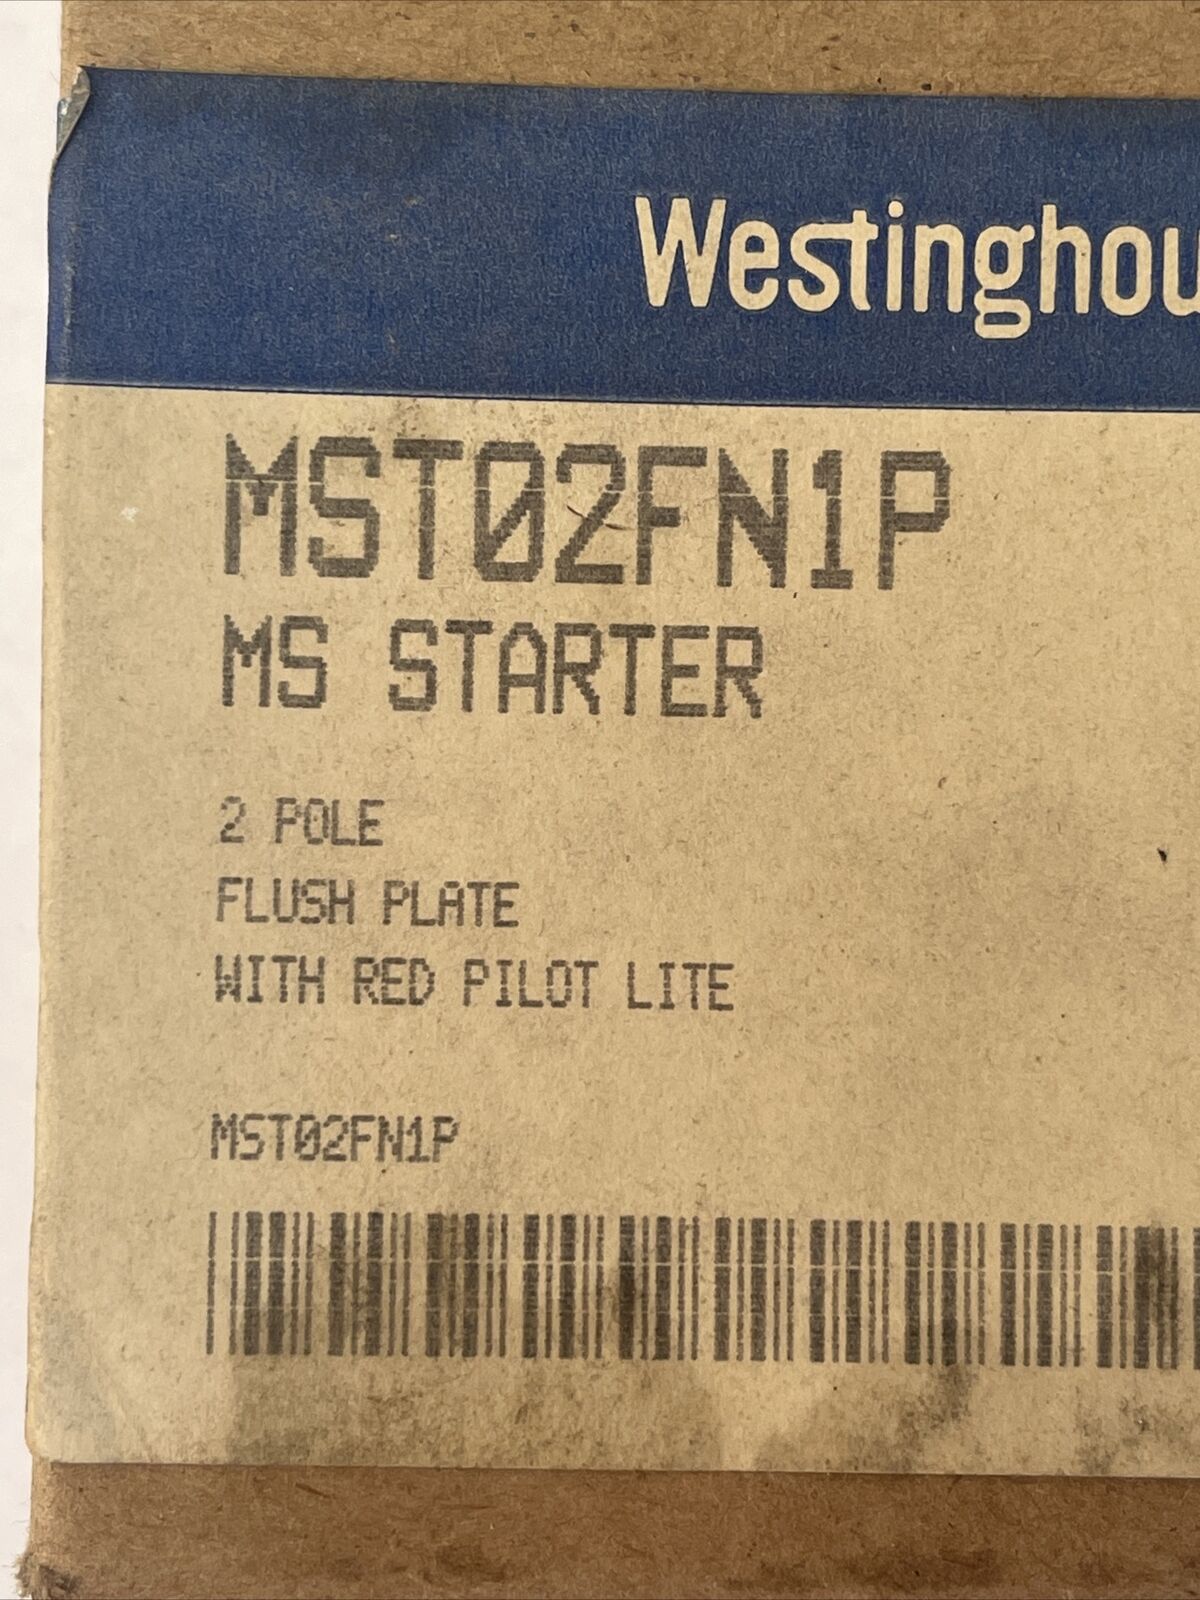 Westinghou
MST02FN1P
MS STARTER
2 POLE
FLUSH PLATE
WITH RED PILOT LITE
MST02FN1P